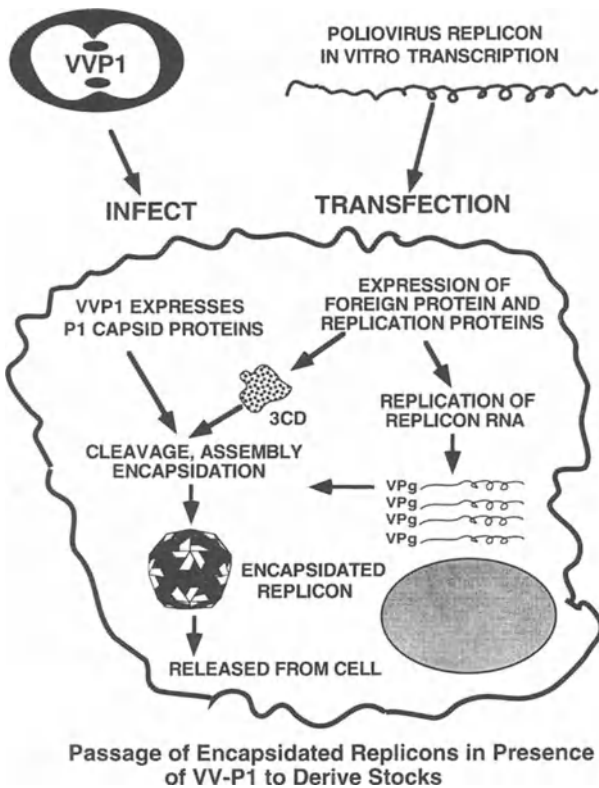 VVP1
POLIOVIRUS REPLICON
IN VITRO TRANSCRIPTION
INFECT
TRANSFECTION
VVP1 EXPRESSES
P1 CAPSID PROTEINS
EXPRESSION OF
FOREIGN PROTEIN AND
REPLICATION PROTEINS
3CD
REPLICATION OF
REPLICON RNA
CLEAVAGE, ASSEMBLY
ENCAPSIDATION
VPg
VPg
VPg
VPg
ENCAPSIDATED
REPLICON
RELEASED FROM CELL
Passage of Encapsidated Replicons in Presence
of VV-P1 to Derive Stocks